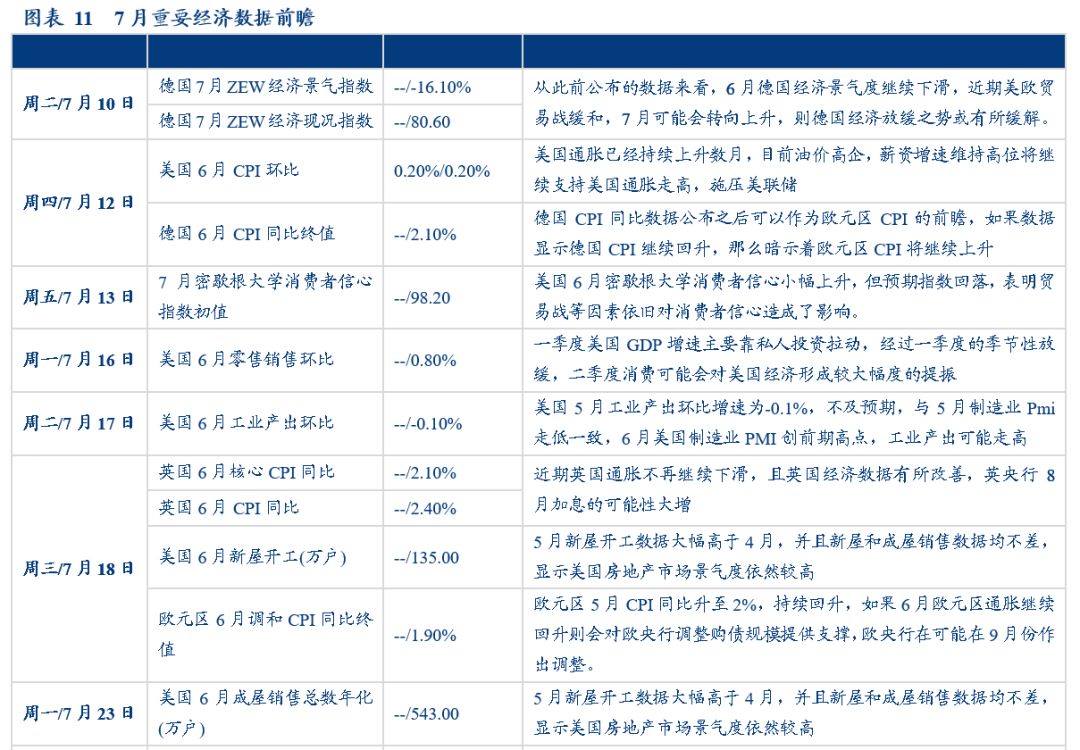 图表 11 7 月重要经济数据前瞻
周二/7 月 10 日
德国 7 月 ZEW 经济景气指数
--/-16.10%
从此前公布的数据来看，6 月德国经济景气度继续下滑，近期美欧贸
易战缓和，7 月可能会转向上升，则德国经济放缓之势或有所缓解。
德国 7 月 ZEW 经济现况指数
--/80.60
周四/7 月 12 日
美国 6 月 CPI 环比
0.20%/0.20%
美国通胀已经持续上升数月，目前油价高企，薪资增速维持高位将继
续支持美国通胀走高，施压美联储
德国 6 月 CPI 同比终值
--/2.10%
德国 CPI 同比数据公布之后可以作为欧元区 CPI 的前瞻，如果数据
显示德国 CPI 继续回升，那么暗示着欧元区 CPI 将继续上升
周五/7 月 13 日
7 月密歇根大学消费者信心
指数初值
--/98.20
美国 6 月密歇根大学消费者信心小幅上升，但预期指数回落，表明贸
易战等因素依旧对消费者信心造成了影响。
周一/7 月 16 日
美国 6 月零售销售环比
--/0.80%
一季度美国 GDP 增速主要靠私人投资拉动，经过一季度的季节性放
缓，二季度消费可能会对美国经济形成较大幅度的提振
周二/7 月 17 日
美国 6 月工业产出环比
--/-0.10%
美国 5 月工业产出环比增速为-0.1%，不及预期，与 5 月制造业 Pmi
走低一致，6 月美国制造业 PMI 创前期高点，工业产出可能走高
周三/7 月 18 日
英国 6 月核心 CPI 同比
--/2.10%
近期英国通胀不再继续下滑，且英国经济数据有所改善，英央行 8
月加息的可能性大增
英国 6 月 CPI 同比
--/2.40%
美国 6 月新屋开工(万户)
--/135.00
5 月新屋开工数据大幅高于 4 月，并且新屋和成屋销售数据均不差，
显示美国房地产市场景气度依然较高
欧元区 6 月调和 CPI 同比终
值
--/1.90%
欧元区 5 月 CPI 同比升至 2%，持续回升，如果 6 月欧元区通胀继续
回升则会对欧央行调整购债规模提供支撑，欧央行在可能在 9 月份作
出调整。
周一/7 月 23 日
美国 6 月成屋销售总数年化
(万户)
--/543.00
5 月新屋开工数据大幅高于 4 月，并且新屋和成屋销售数据均不差，
显示美国房地产市场景气度依然较高